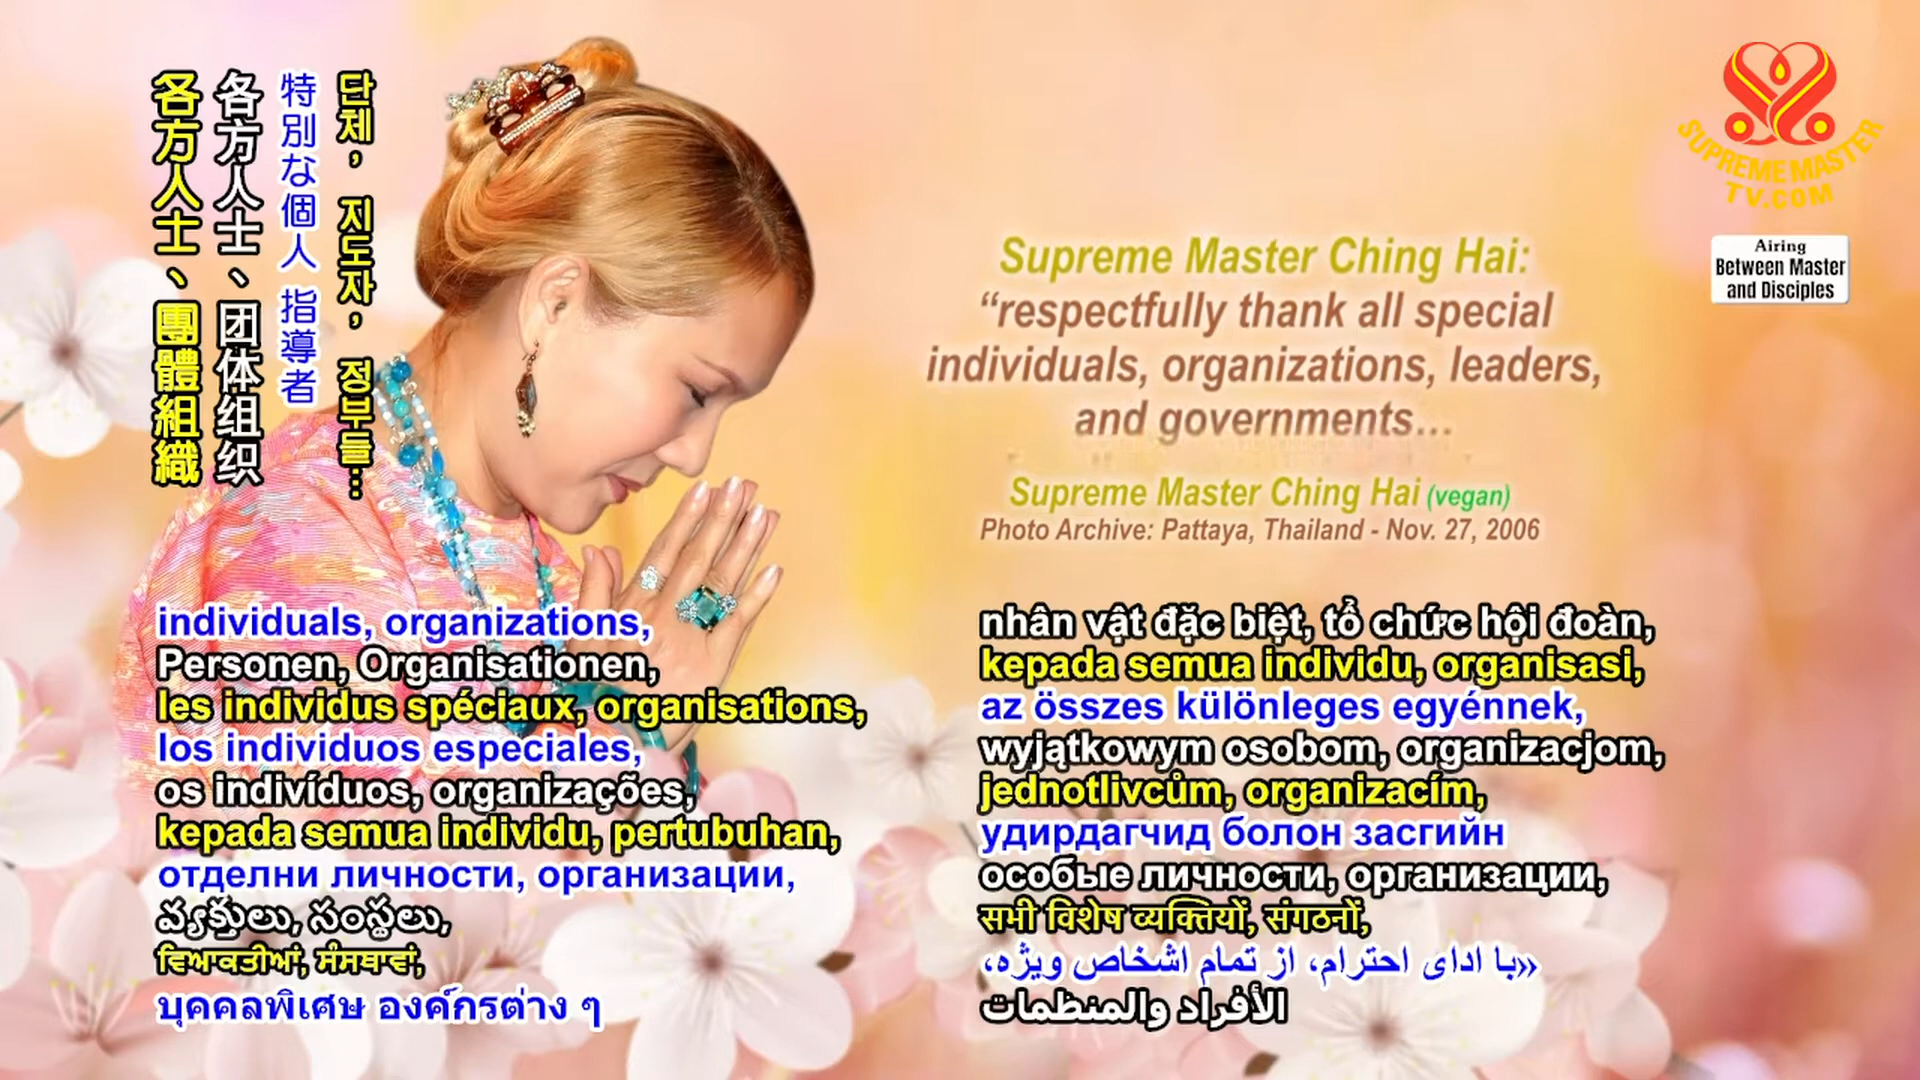 各方人士、團體組織
各方人士、团体组织
特別な個人 指導者
단체, 지도자, 정부들…
SUPREME MASTER
TV.COM
Airing
Between Master
and Disciples
Supreme Master Ching Hai:
“respectfully thank all special
individuals, organizations, leaders,
and governments…
Supreme Master Ching Hai (vegan)
Photo Archive: Pattaya, Thailand - Nov. 27, 2006
individuals, organizations,
Personen, Organisationen,
les individus spéciaux, organisations,
los individuos especiales,
os indivíduos, organizações,
kepada semua individu, pertubuhan,
отделни личности, организации,
వ్యక్తులు, సంస్థలు,
ਵਿਆਕਤੀਆਂ, ਸੰਸਥਾਵਾਂ,
บุคคลพิเศษ องค์กรต่าง ๆ
nhân vật đặc biệt, tổ chức hội đoàn,
kepada semua individu, organisasi,
az összes különleges egyénnek,
wyjątkowym osobom, organizacjom,
jednotlivcům, organizacím,
удирдагчид болон засгийн
особые личности, организации,
सभी विशेष व्यक्तियों, संगठनों,
«با ادای احترام، از تمام اشخاص ویژه،
الأفراد والمنظمات